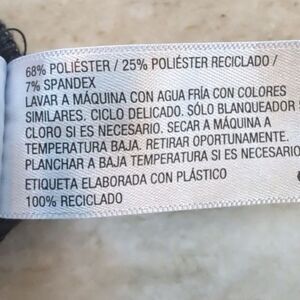 68% POLIÉSTER / 25% POLIÉSTER RECICLADO /
7% SPANDEX
LAVAR A MÁQUINA CON AGUA FRÍA CON COLORES
SIMILARES. CICLO DELICADO. SÓLO BLANQUEADOR S
CLORO SI ES NECESARIO. SECAR A MÁQUINA A
TEMPERATURA BAJA. RETIRAR OPORTUNAMENTE.
PLANCHAR A BAJA TEMPERATURA SI ES NECESARIO
ETIQUETA ELABORADA CON PLÁSTICO
100% RECICLADO